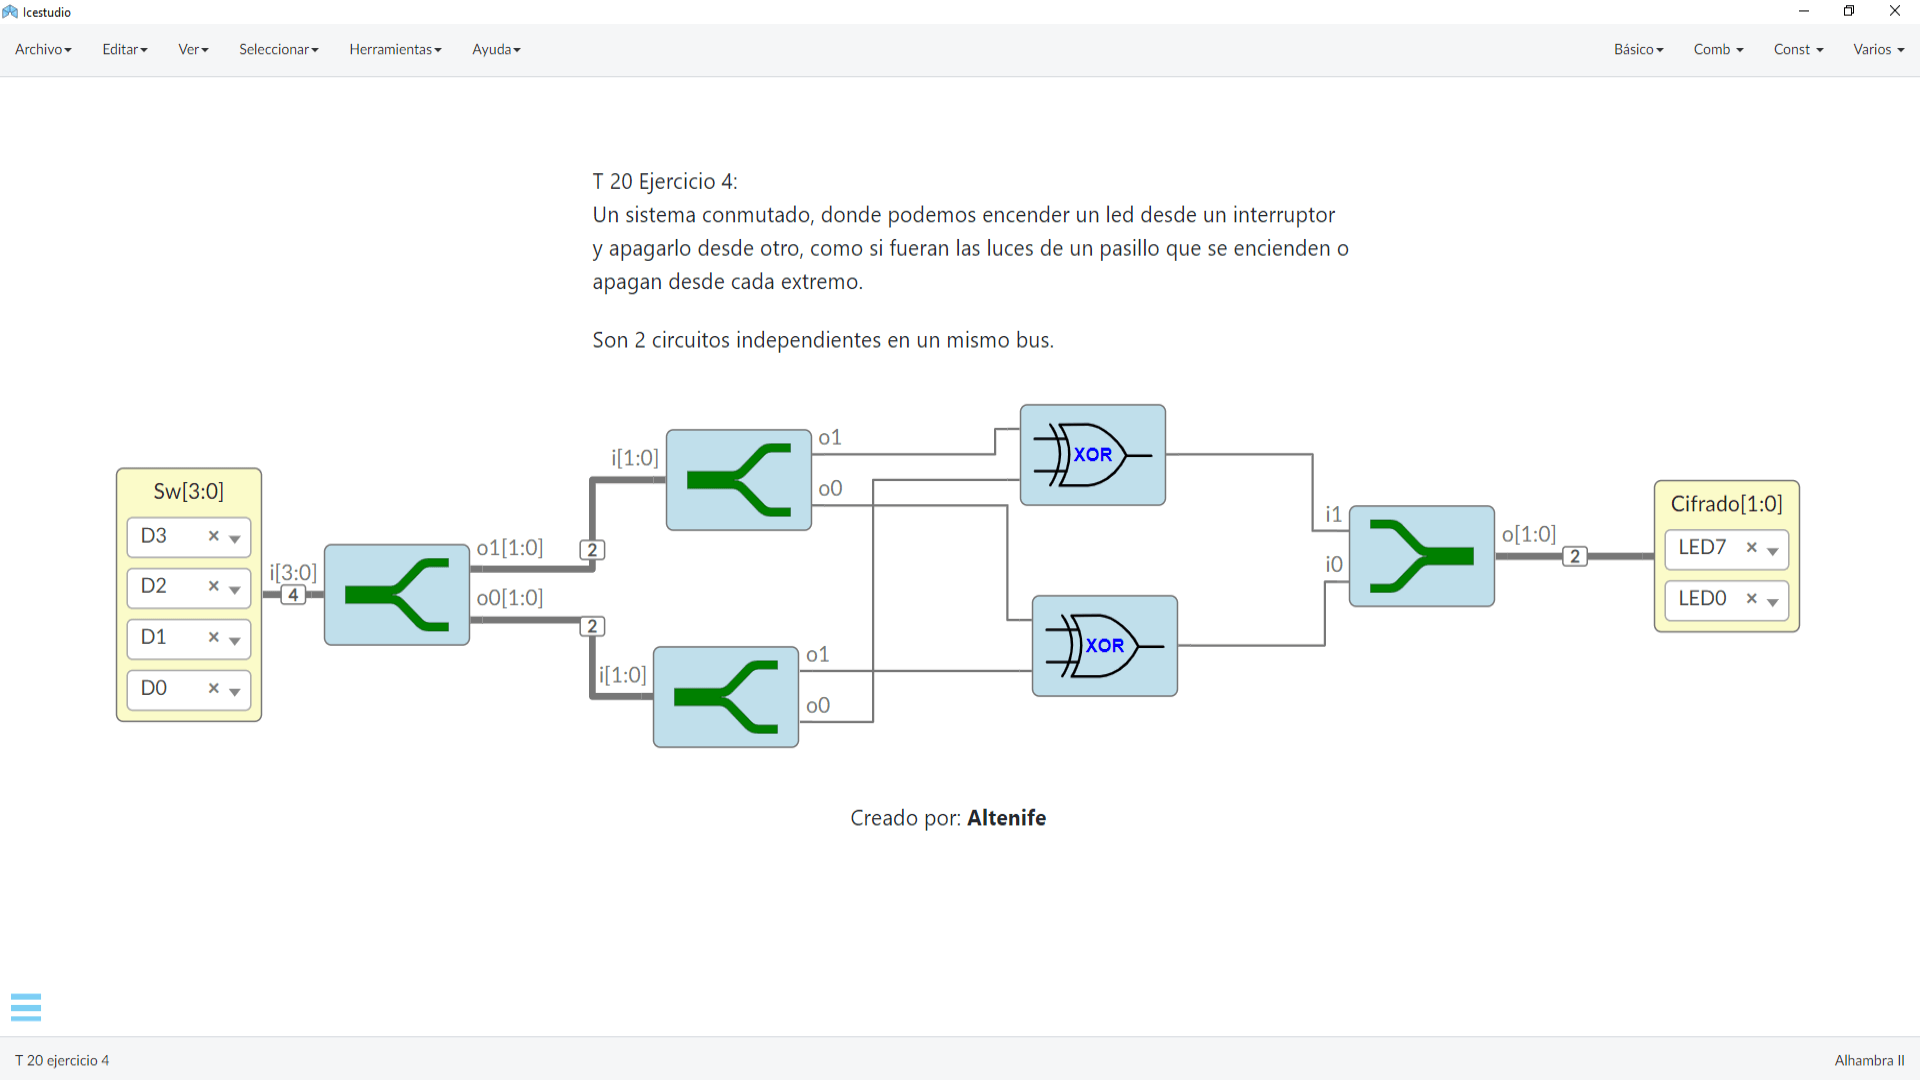 Icestudio
Archivo Editar Ver Seleccionar Herramientas Ayuda Básico Comb Const Varios
T 20 Ejercicio 4:
Un sistema conmutado, donde podemos encender un led desde un interruptor
y apagarlo desde otro, como si fueran las luces de un pasillo que se encienden o
apagan desde cada extremo.
Son 2 circuitos independientes en un mismo bus.
Sw[3:0]
D3
D2
D1
D0
i[3:0]
4
o1[1:0]
o0[1:0]
2
2
i[1:0]
o1
o0
i[1:0]
o1
o0
XOR
XOR
i1
i0
o[1:0]
2
Cifrado[1:0]
LED7
LED0
Creado por: Altenife
T 20 ejercicio 4
Alhambra II